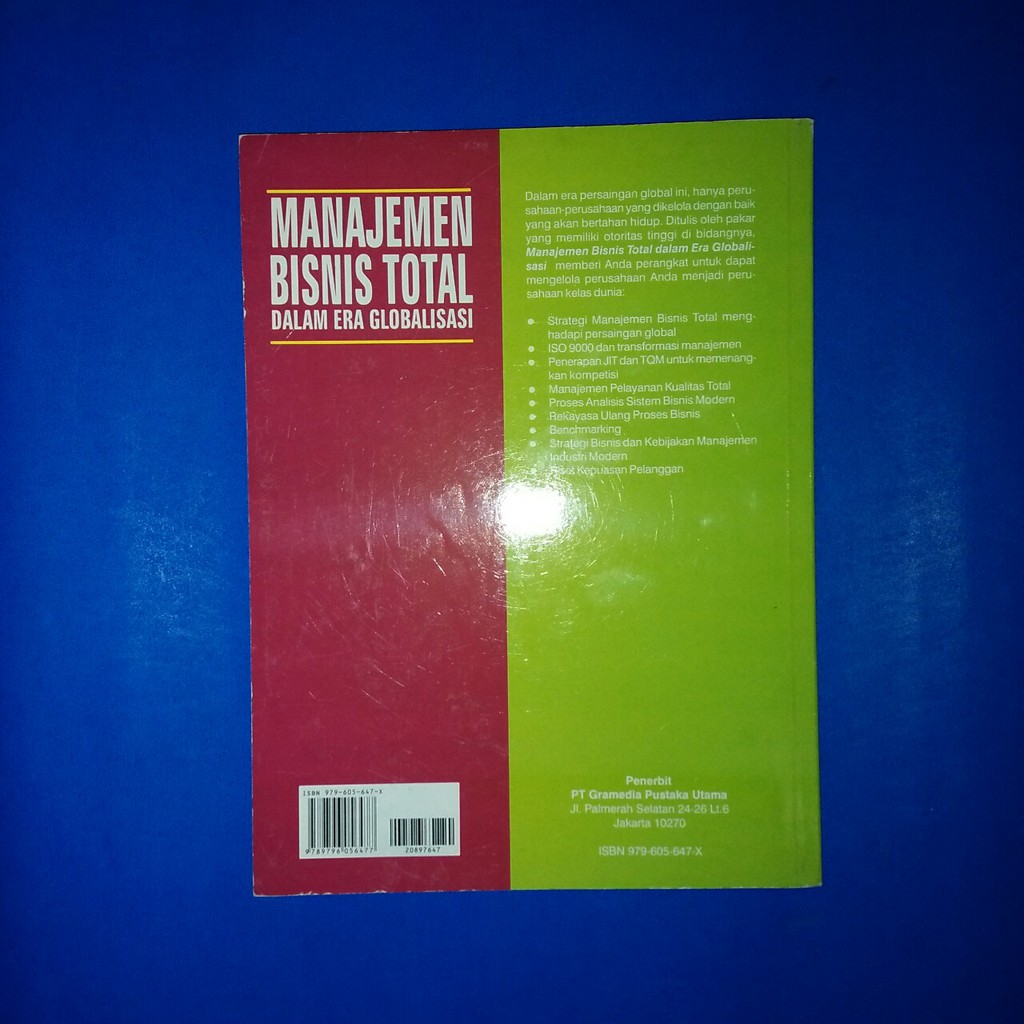 MANAJEMEN
BISNIS TOTAL
DALAM ERA GLOBALISASI
Dalam era persaingan global ini, hanya peru-
sahaan-perusahaan yang dikelola dengan baik
yang akan bertahan hidup. Ditulis oleh pakar
yang memiliki otoritas tinggi di bidangnya,
Manajemen Bisnis Total dalam Era Globali-
sasi memberi Anda perangkat untuk dapat
mengelola perusahaan Anda menjadi peru-
sahaan kelas dunia:
● Strategi Manajemen Bisnis Total meng-
hadapi persaingan global
● ISO 9000 dan transformasi manajemen
● Penerapan JIT dan TQM untuk memenang-
kan kompetisi
● Manajemen Pelayanan Kualitas Total
● Proses Analisis Sistem Bisnis Modern
● Rekayasa Ulang Proses Bisnis
● Benchmarking
● Strategi Bisnis dan Kebijakan Manajemen
Industri Modern
● Kepuasan Pelanggan
ISBN 979-605-647-X
9789796056477
20897647
Penerbit
PT Gramedia Pustaka Utama
Jl. Palmerah Selatan 24-26 Lt.6
Jakarta 10270
ISBN 979-605-647-X